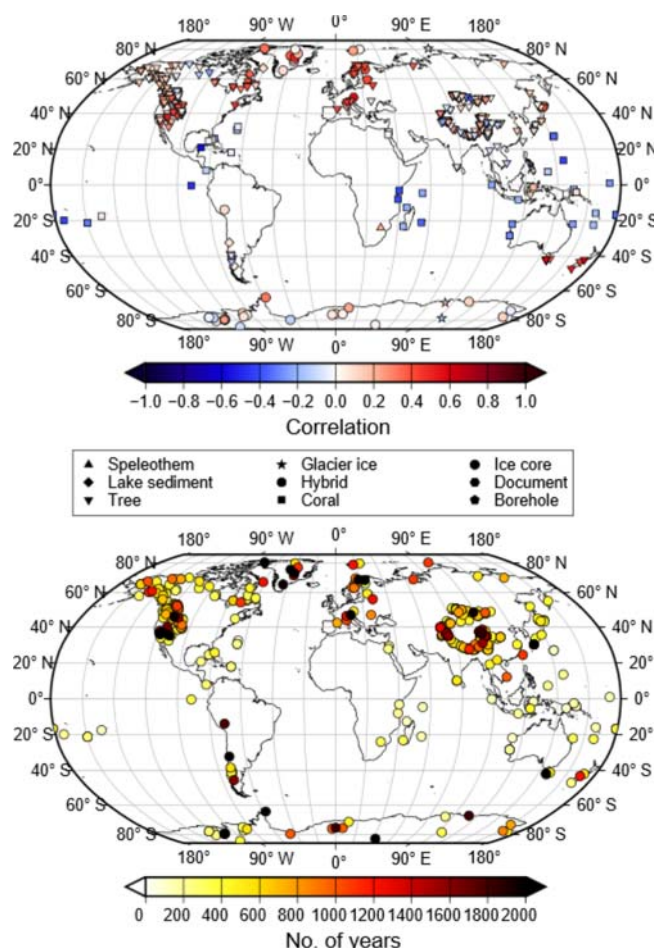 180° 90° W 0° 90° E 180°
60° N 60° N
40° N 40° N
20° N 20° N
0° 0°
20° S 20° S
40° S 40° S
60° S 60° S
80° S 80° S
180° 90° W 0° 90° E 180°
−1.0 −0.8 −0.6 −0.4 −0.2 0.0 0.2 0.4 0.6 0.8 1.0
Correlation
Speleothem Glacier ice Ice core
Lake sediment Hybrid Document
Tree Coral Borehole
180° 90° W 0° 90° E 180°
60° N 60° N
40° N 40° N
20° N 20° N
0° 0°
20° S 20° S
40° S 40° S
60° S 60° S
80° S 80° S
180° 90° W 0° 90° E 180°
0 200 400 600 800 1000 1200 1400 1600 1800 2000
No. of years